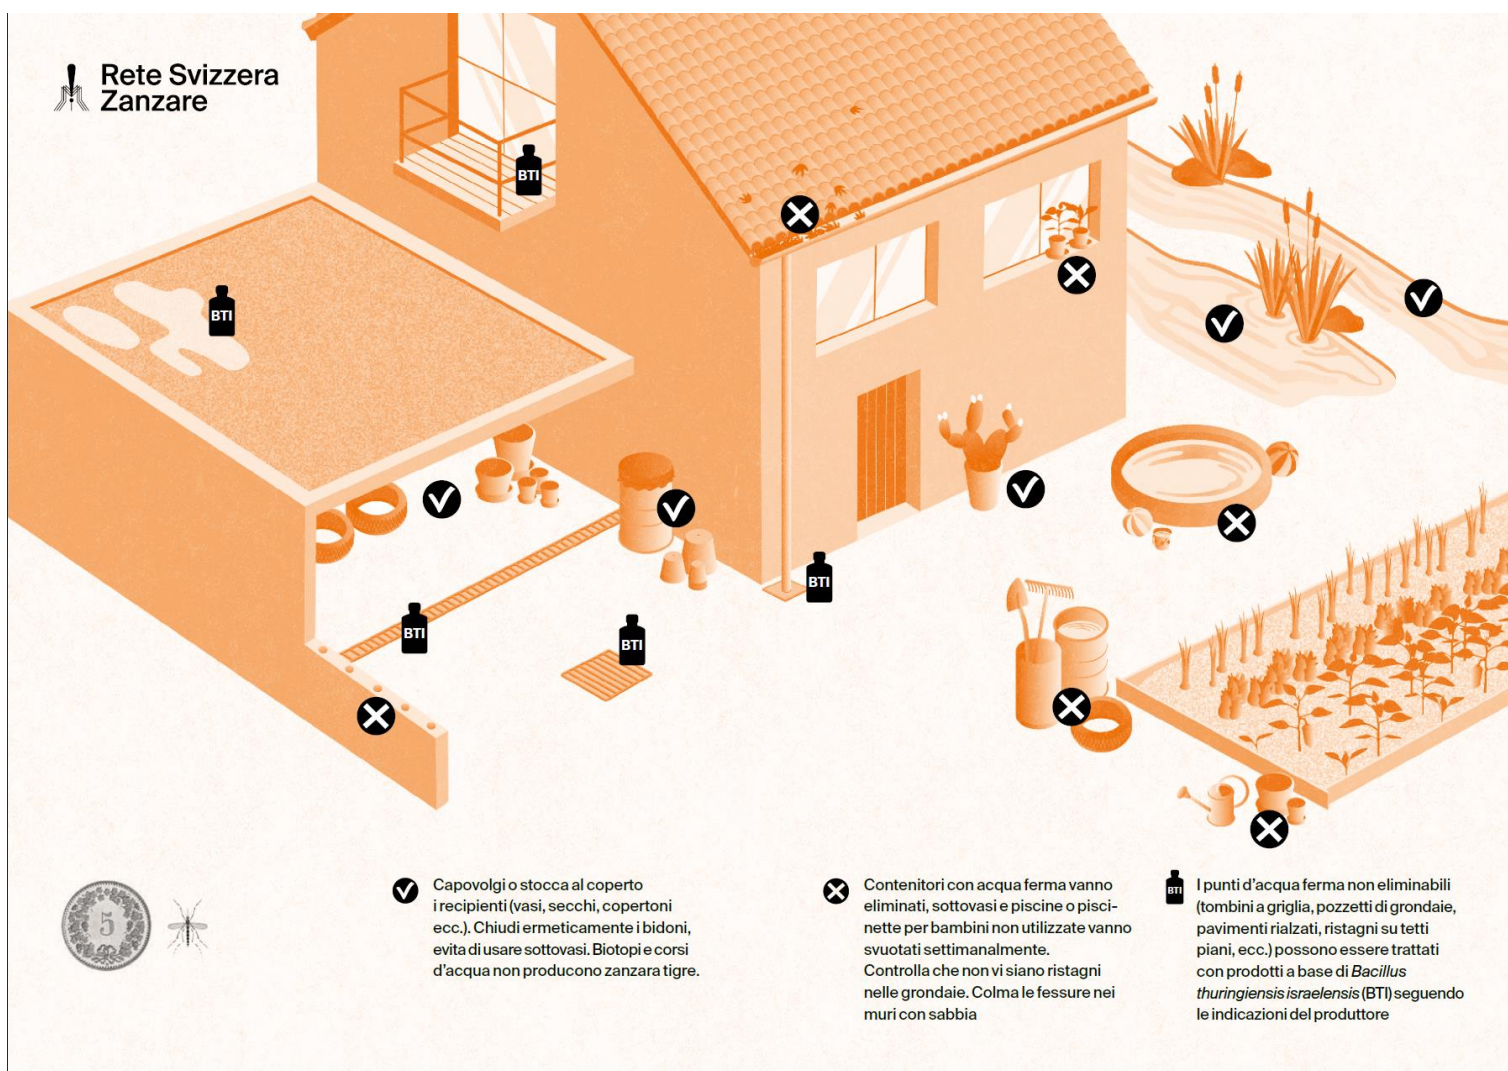 Rete Svizzera
Zanzare
BTI
BTI
BTI
BTI
BTI
5
Capovolgi o stocca al coperto
i recipienti (vasi, secchi, copertoni
ecc.). Chiudi ermeticamente i bidoni,
evita di usare sottovasi. Biotopi e corsi
d'acqua non producono zanzara tigre.
Contenitori con acqua ferma vanno
eliminati, sottovasi e piscine o pisci-
nette per bambini non utilizzate vanno
svuotati settimanalmente.
Controlla che non vi siano ristagni
nelle grondaie. Colma le fessure nei
muri con sabbia
BTI
I punti d'acqua ferma non eliminabili
(tombini a griglia, pozzetti di grondaie,
pavimenti rialzati, ristagni su tetti
piani, ecc.) possono essere trattati
con prodotti a base di Bacillus
thuringiensis israelensis (BTI) seguendo
le indicazioni del produttore